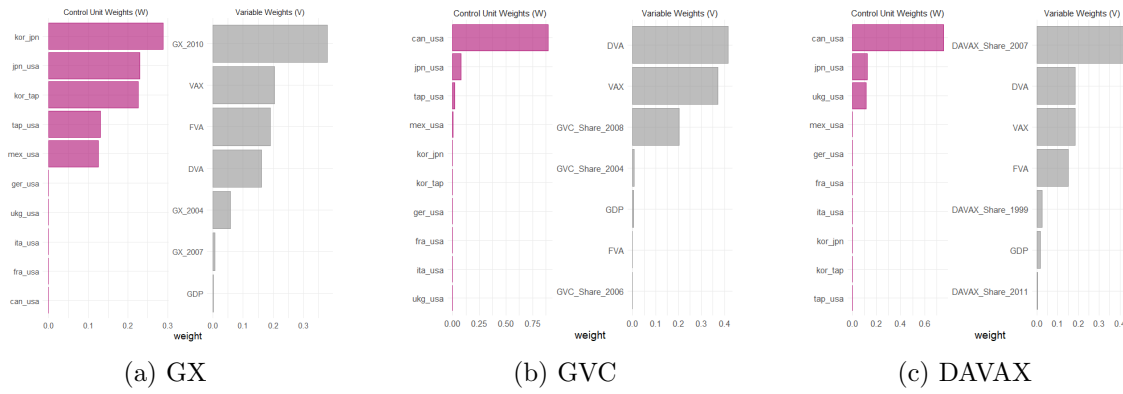 Control Unit Weights (W)
Variable Weights (V)
kor_jpn
jpn_usa
kor_tap
tap_usa
mex_usa
ger_usa
ukg_usa
ita_usa
fra_usa
can_usa
0.0 0.1 0.2 0.3
GX_2010
VAX
FVA
DVA
GX_2004
GX_2007
GDP
0.0 0.1 0.2 0.3
weight
(a) GX
Control Unit Weights (W)
Variable Weights (V)
can_usa
jpn_usa
tap_usa
mex_usa
kor_jpn
kor_tap
ger_usa
fra_usa
ita_usa
ukg_usa
0.00 0.25 0.50 0.75
DVA
VAX
GVC_Share_2008
GVC_Share_2004
GDP
FVA
GVC_Share_2006
0.0 0.1 0.2 0.3 0.4
weight
(b) GVC
Control Unit Weights (W)
Variable Weights (V)
can_usa
jpn_usa
ukg_usa
mex_usa
ger_usa
fra_usa
ita_usa
kor_jpn
kor_tap
tap_usa
0.0 0.2 0.4 0.6
DAVAX_Share_2007
DVA
VAX
FVA
DAVAX_Share_1999
GDP
DAVAX_Share_2011
0.0 0.1 0.2 0.3 0.4
weight
(c) DAVAX